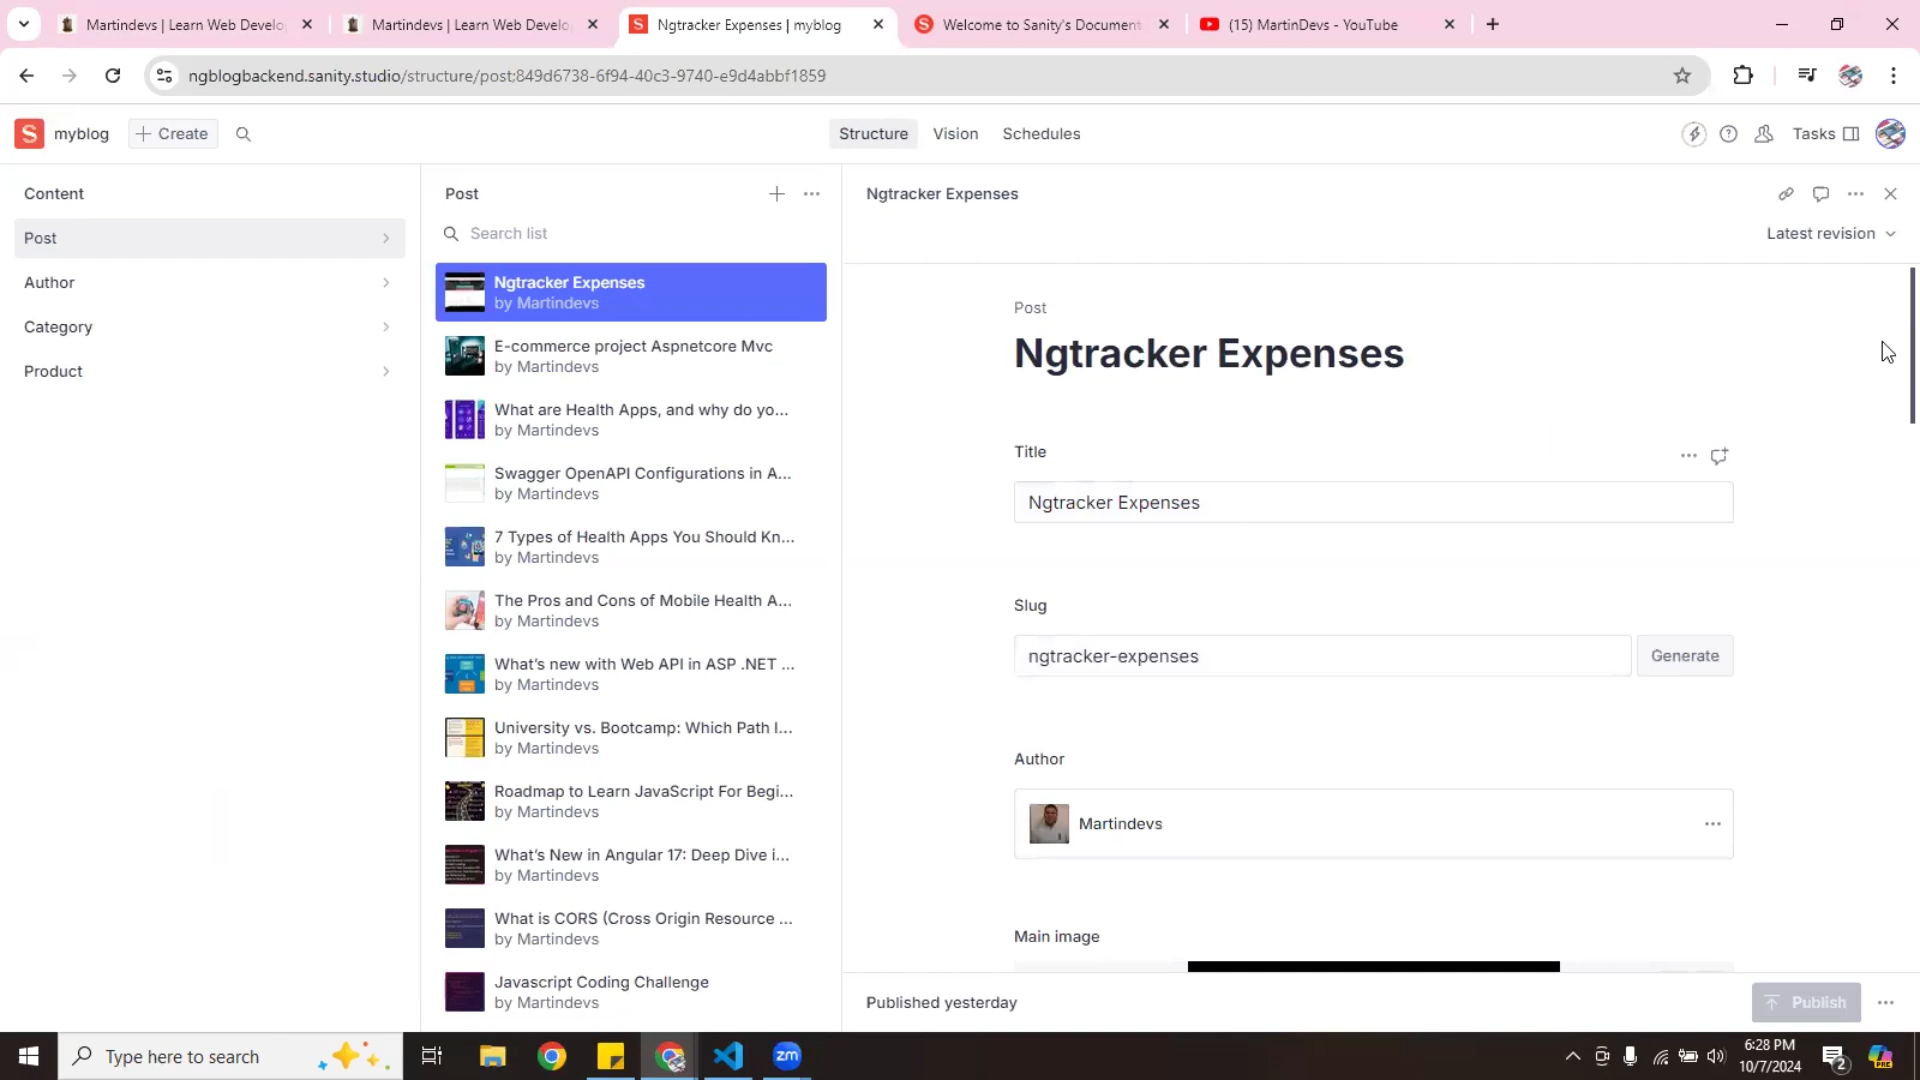 Martindevs | Learn Web Develo
Martindevs | Learn Web Develo
Ngtracker Expenses | myblog
Welcome to Sanity's Document
(15) MartinDevs - YouTube
ngblogbackend.sanity.studio/structure/post;849d6738-6f94-40c3-9740-e9d4abbf1859
S myblog
Create
Structure
Vision
Schedules
Tasks
Content
Post
Author
Category
Product
Post
Search list
Ngtracker Expenses
by Martindevs
E-commerce project Aspnetcore Mvc
by Martindevs
What are Health Apps, and why do yo...
by Martindevs
Swagger OpenAPI Configurations in A...
by Martindevs
7 Types of Health Apps You Should Kn...
by Martindevs
The Pros and Cons of Mobile Health A...
by Martindevs
What's new with Web API in ASP .NET ...
by Martindevs
University vs. Bootcamp: Which Path I...
by Martindevs
Roadmap to Learn JavaScript For Begi...
by Martindevs
What's New in Angular 17: Deep Dive i...
by Martindevs
What is CORS (Cross Origin Resource ...
by Martindevs
Javascript Coding Challenge
by Martindevs
Ngtracker Expenses
Latest revision
Post
Ngtracker Expenses
Title
Ngtracker Expenses
Slug
ngtracker-expenses
Generate
Author
Martindevs
Main image
Published yesterday
Publish
Type here to search
zm
6:28 PM
10/7/2024
2
PRE